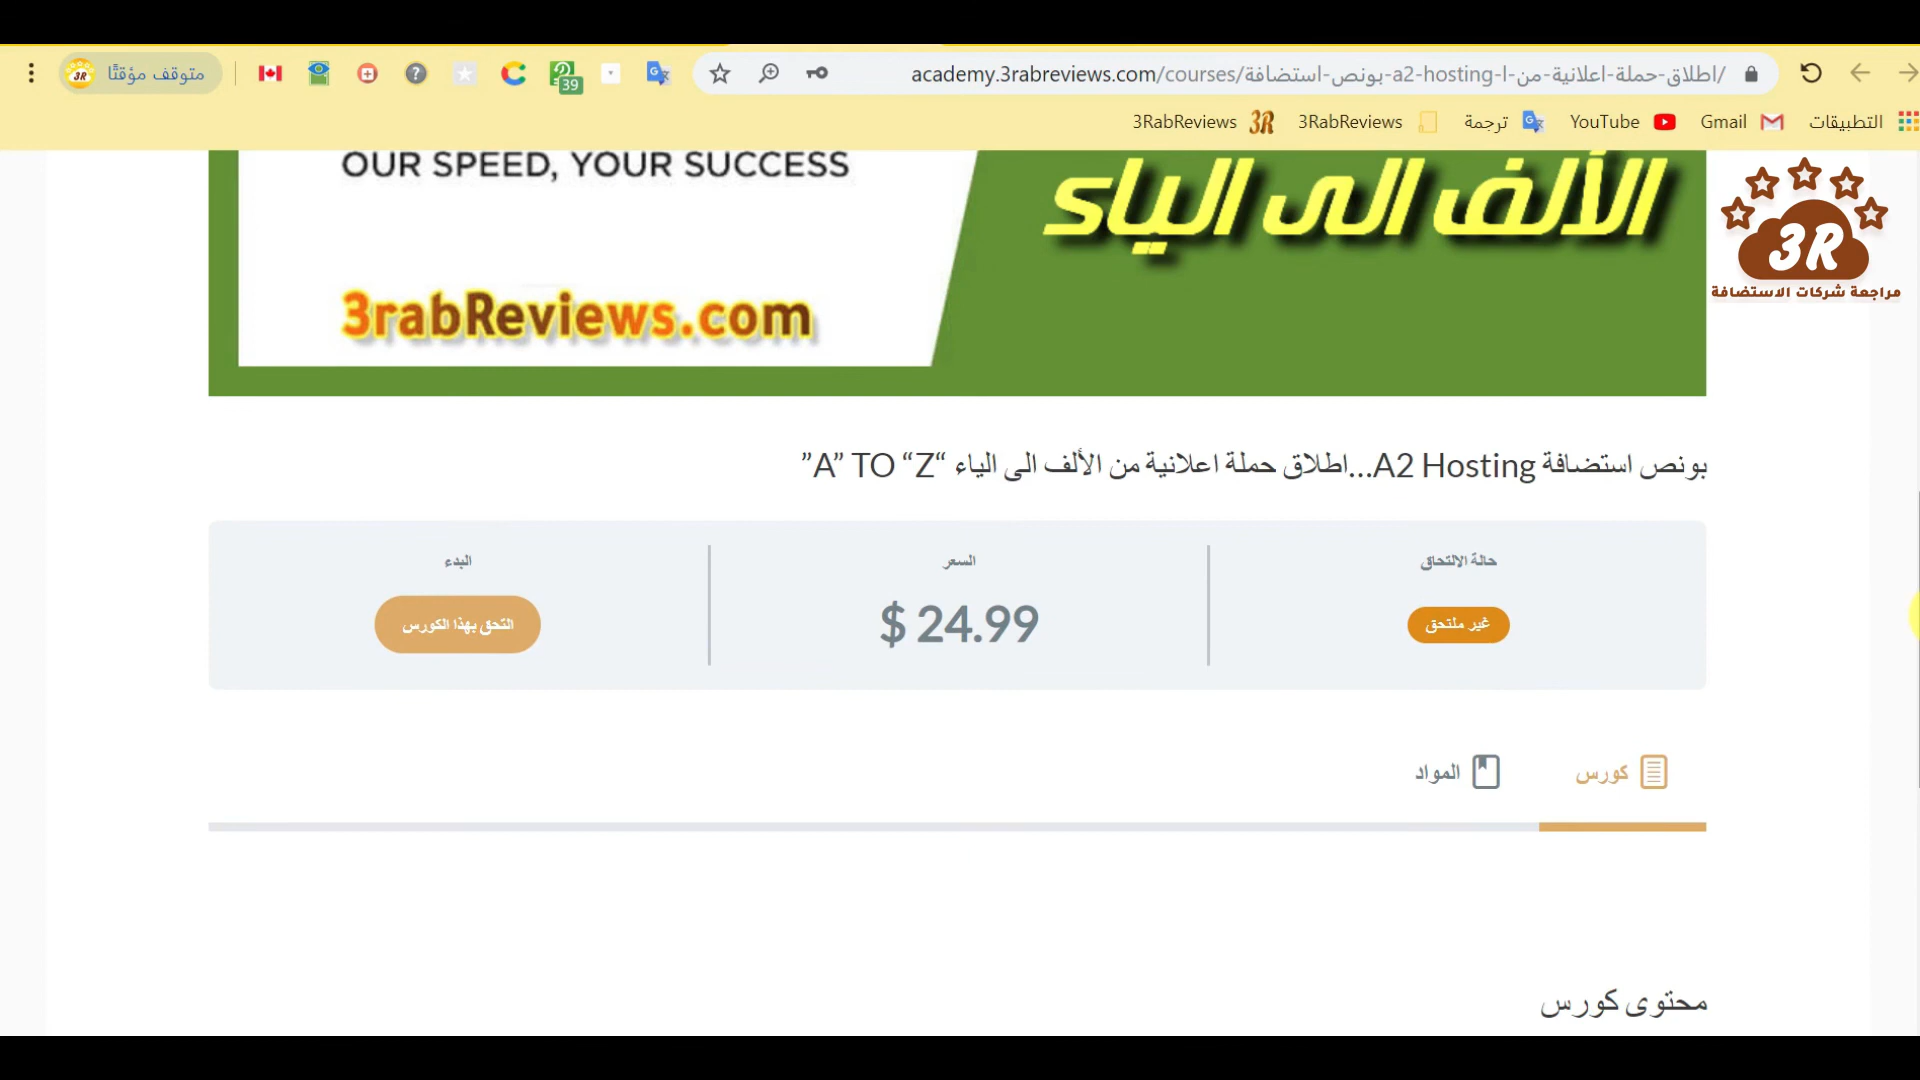 متوقف مؤقتًا
39
academy.3rabreviews.com/courses/بونص-استضافة-a2-hosting-اطلاق-حملة-اعلانية-من-ا/
3RabReviews
3RabReviews
ترجمة
YouTube
Gmail
التطبيقات
OUR SPEED, YOUR SUCCESS
الألف الى الياء
3rabReviews.com
3R
مراجعة شركات الاستضافة
بونص استضافة A2 Hosting...اطلاق حملة اعلانية من الألف الى الياء “A” TO “Z”
حالة الالتحاق
السعر
البدء
غير ملتحق
$ 24.99
التحق بهذا الكورس
كورس
المواد
محتوى كورس